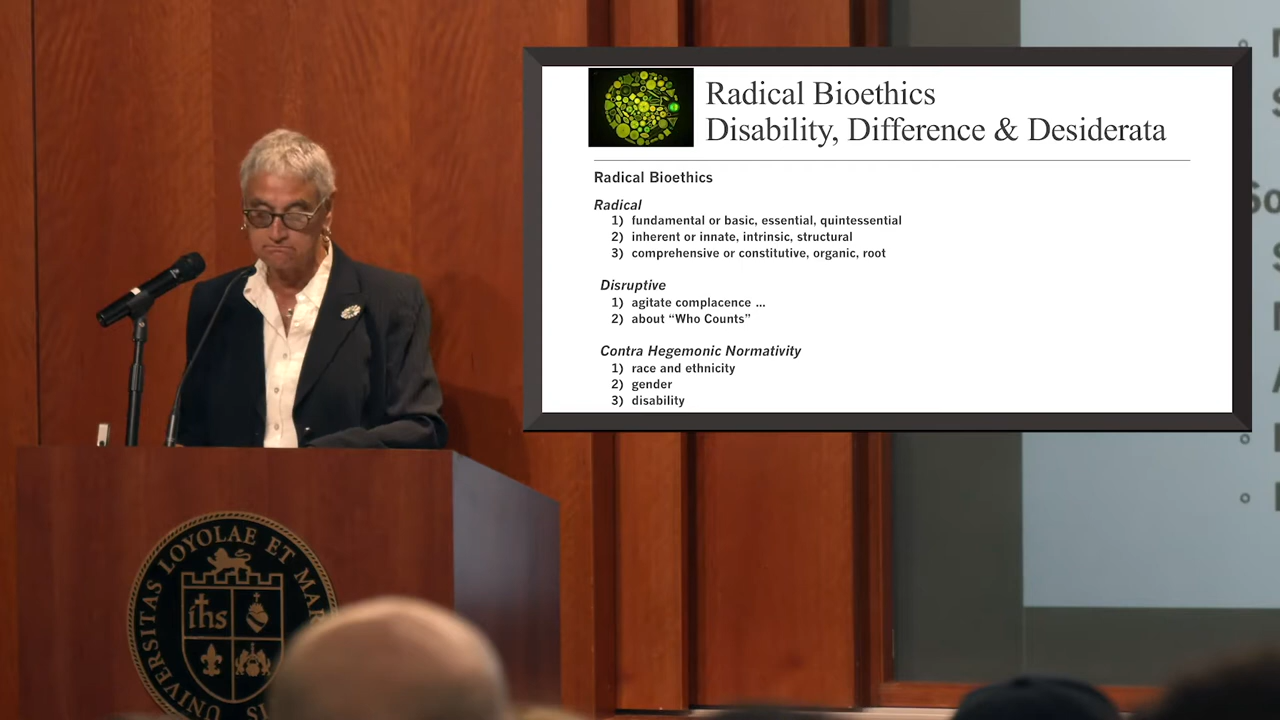 Radical Bioethics
Disability, Difference & Desiderata
Radical Bioethics
Radical
1) fundamental or basic, essential, quintessential
2) inherent or innate, intrinsic, structural
3) comprehensive or constitutive, organic, root
Disruptive
1) agitate complacence ...
2) about “Who Counts”
Contra Hegemonic Normativity
1) race and ethnicity
2) gender
3) disability
UNIVERSITAS LOYOLAE ET MAR
ihs